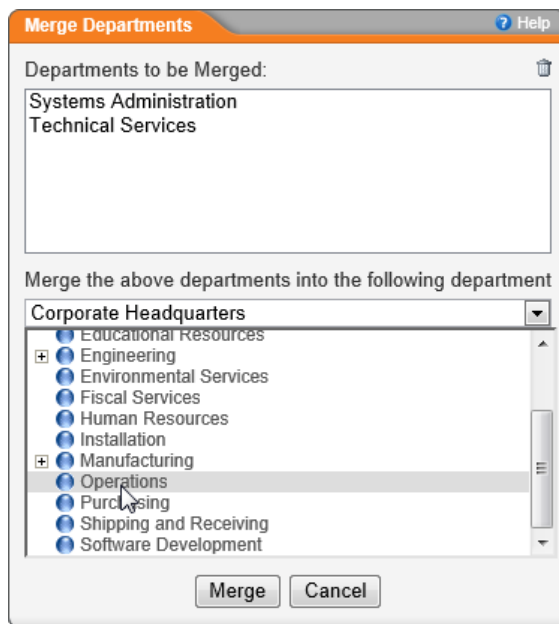 Merge Departments
Help
Departments to be Merged:
Systems Administration
Technical Services
Merge the above departments into the following department
Corporate Headquarters
Educational Resources
Engineering
Environmental Services
Fiscal Services
Human Resources
Installation
Manufacturing
Operations
Purchasing
Shipping and Receiving
Software Development
Merge Cancel